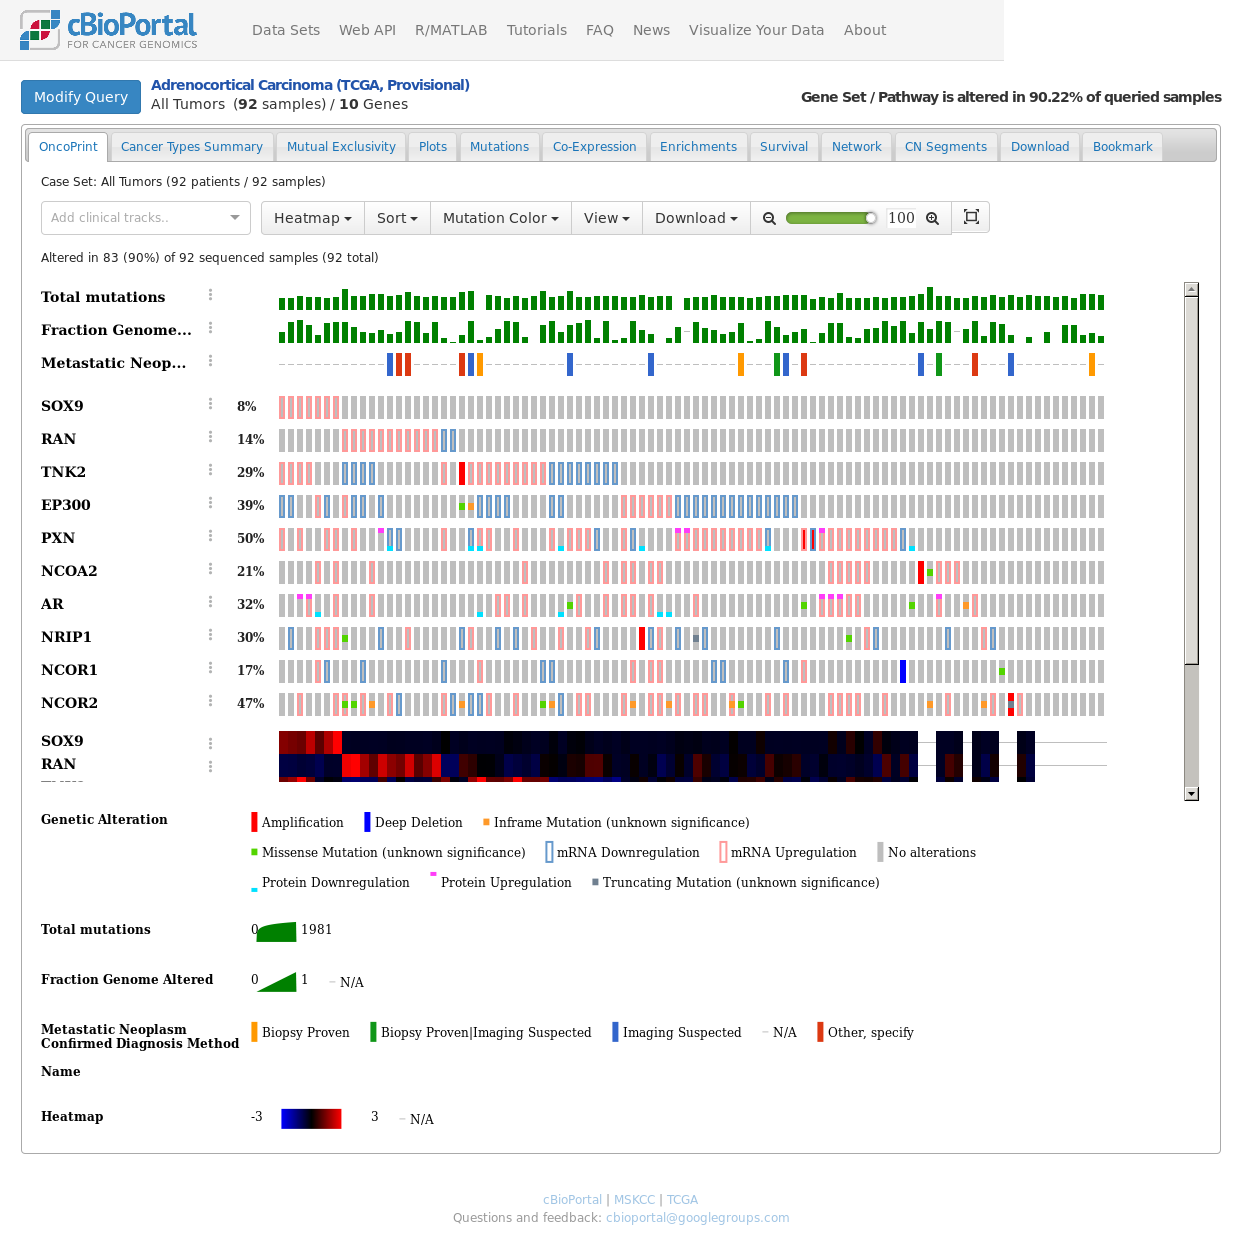 cBioPortal
FOR CANCER GENOMICS
Data Sets Web API R/MATLAB Tutorials FAQ News Visualize Your Data About
Modify Query
Adrenocortical Carcinoma (TCGA, Provisional)
All Tumors (92 samples) / 10 Genes
Gene Set / Pathway is altered in 90.22% of queried samples
OncoPrint Cancer Types Summary Mutual Exclusivity Plots Mutations Co-Expression Enrichments Survival Network CN Segments Download Bookmark
Case Set: All Tumors (92 patients / 92 samples)
Add clinical tracks.. Heatmap Sort Mutation Color View Download 100
Altered in 83 (90%) of 92 sequenced samples (92 total)
Total mutations
Fraction Genome...
Metastatic Neop...
SOX9 8%
RAN 14%
TNK2 29%
EP300 39%
PXN 50%
NCOA2 21%
AR 32%
NRIP1 30%
NCOR1 17%
NCOR2 47%
SOX9
RAN
Genetic Alteration Amplification Deep Deletion Inframe Mutation (unknown significance)
Missense Mutation (unknown significance) mRNA Downregulation mRNA Upregulation No alterations
Protein Downregulation Protein Upregulation Truncating Mutation (unknown significance)
Total mutations 0 1981
Fraction Genome Altered 0 1 N/A
Metastatic Neoplasm
Confirmed Diagnosis Method Biopsy Proven Biopsy Proven|Imaging Suspected Imaging Suspected N/A Other, specify
Name
Heatmap -3 3 N/A
cBioPortal | MSKCC | TCGA
Questions and feedback: cbioportal@googlegroups.com